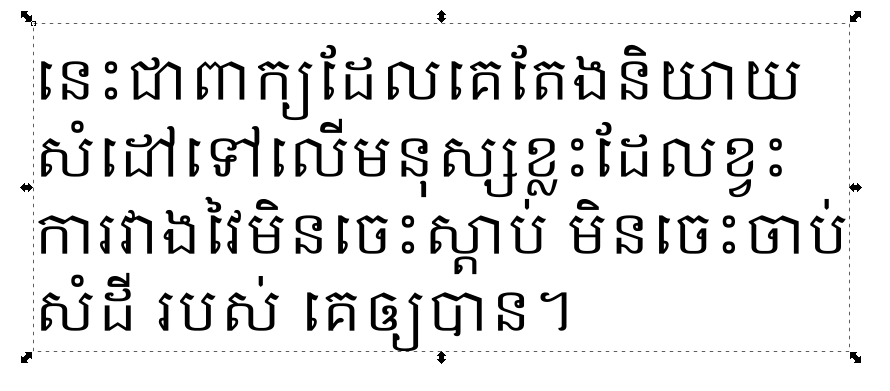 នេះជាពាក្យដែលគេតែងនិយាយ
សំដៅទៅលើមនុស្សខ្លះដែលខ្វះ
ការវាងវៃមិនចេះស្តាប់ មិនចេះចាប់
សំដី របស់ គេឲ្យបាន។